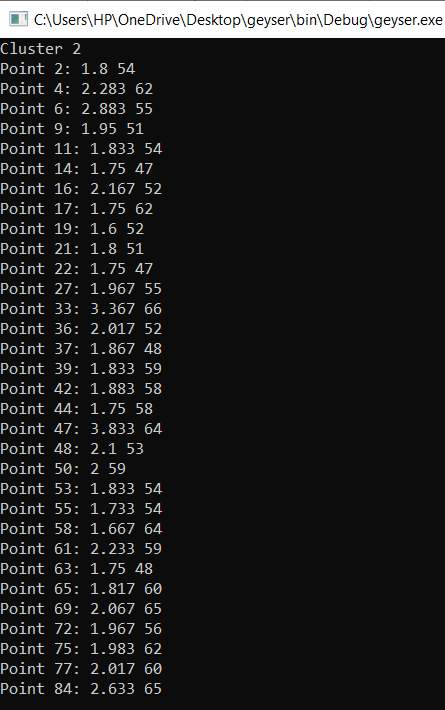 C:\Users\HP\OneDrive\Desktop\geyser\bin\Debug\geyser.exe
Cluster 2
Point 2: 1.8 54
Point 4: 2.283 62
Point 6: 2.883 55
Point 9: 1.95 51
Point 11: 1.833 54
Point 14: 1.75 47
Point 16: 2.167 52
Point 17: 1.75 62
Point 19: 1.6 52
Point 21: 1.8 51
Point 22: 1.75 47
Point 27: 1.967 55
Point 33: 3.367 66
Point 36: 2.017 52
Point 37: 1.867 48
Point 39: 1.833 59
Point 42: 1.883 58
Point 44: 1.75 58
Point 47: 3.833 64
Point 48: 2.1 53
Point 50: 2 59
Point 53: 1.833 54
Point 55: 1.733 54
Point 58: 1.667 64
Point 61: 2.233 59
Point 63: 1.75 48
Point 65: 1.817 60
Point 69: 2.067 65
Point 72: 1.967 56
Point 75: 1.983 62
Point 77: 2.017 60
Point 84: 2.633 65